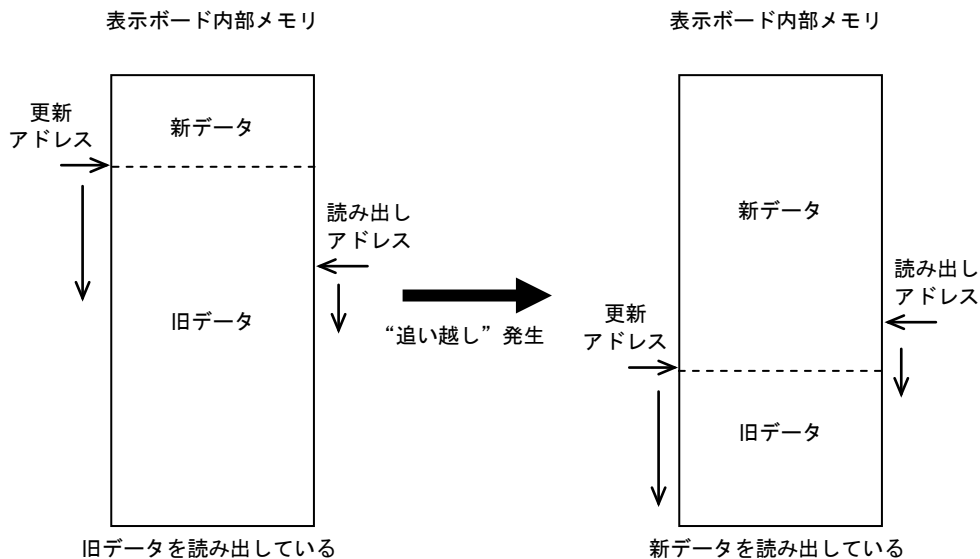 表示ボード内部メモリ
更新
アドレス
新データ
読み出し
アドレス
旧データ
旧データを読み出している
“追い越し”発生
表示ボード内部メモリ
新データ
読み出し
アドレス
更新
アドレス
旧データ
新データを読み出している